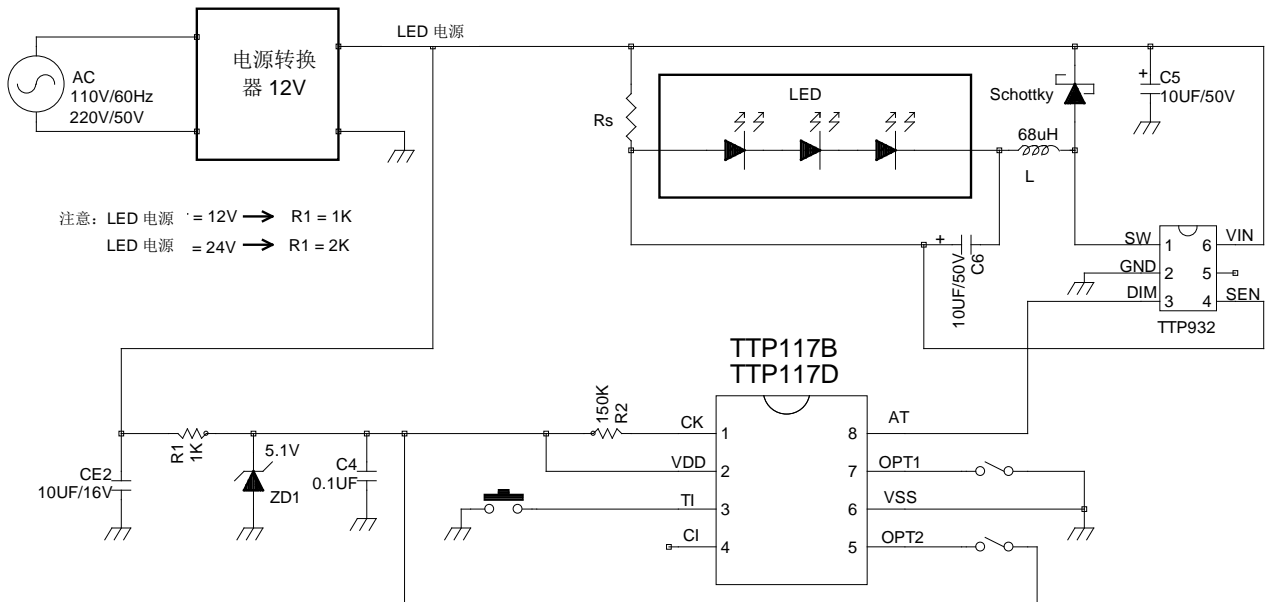 LED 电源
电源转换
器 12V
AC
110V/60Hz
220V/50V
LED
Rs
Schottky
+
C5
10UF/50V
68uH
L
注意: LED 电源 = 12V R1 = 1K
LED 电源 = 24V R1 = 2K
+
10UF/50V
C6
SW 1 6 VIN
GND 2 5
DIM 3 4 SEN
TTP932
TTP117B
TTP117D
150K
R2
CK 1 8 AT
VDD 2 7 OPT1
TI 3 6 VSS
CI 4 5 OPT2
R1
1K
5.1V
ZD1
C4
0.1UF
CE2
10UF/16V